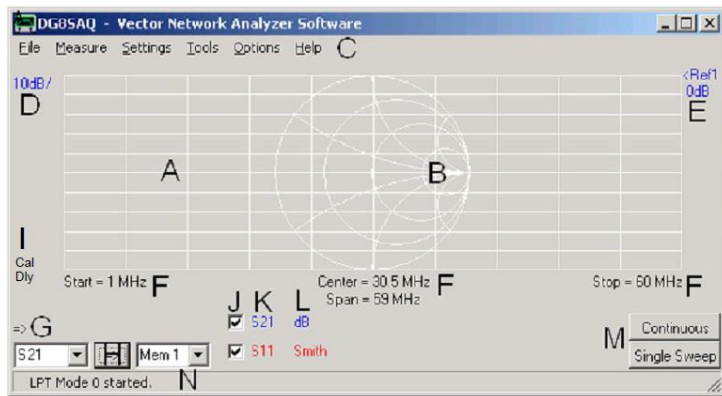 DG8SAQ - Vector Network Analyzer Software
File Measure Settings Tools Options Help C
10dB/ <Ref1
D 0dB
E
A B
I
Cal
Dly
Start = 1 MHz F Center = 30.5 MHz F Stop = 60 MHz F
Span = 59 MHz
J K L
=> G S21 dB M Continuous
S21 H Mem 1 S11 Smith Single Sweep
LPT Mode 0 started. N